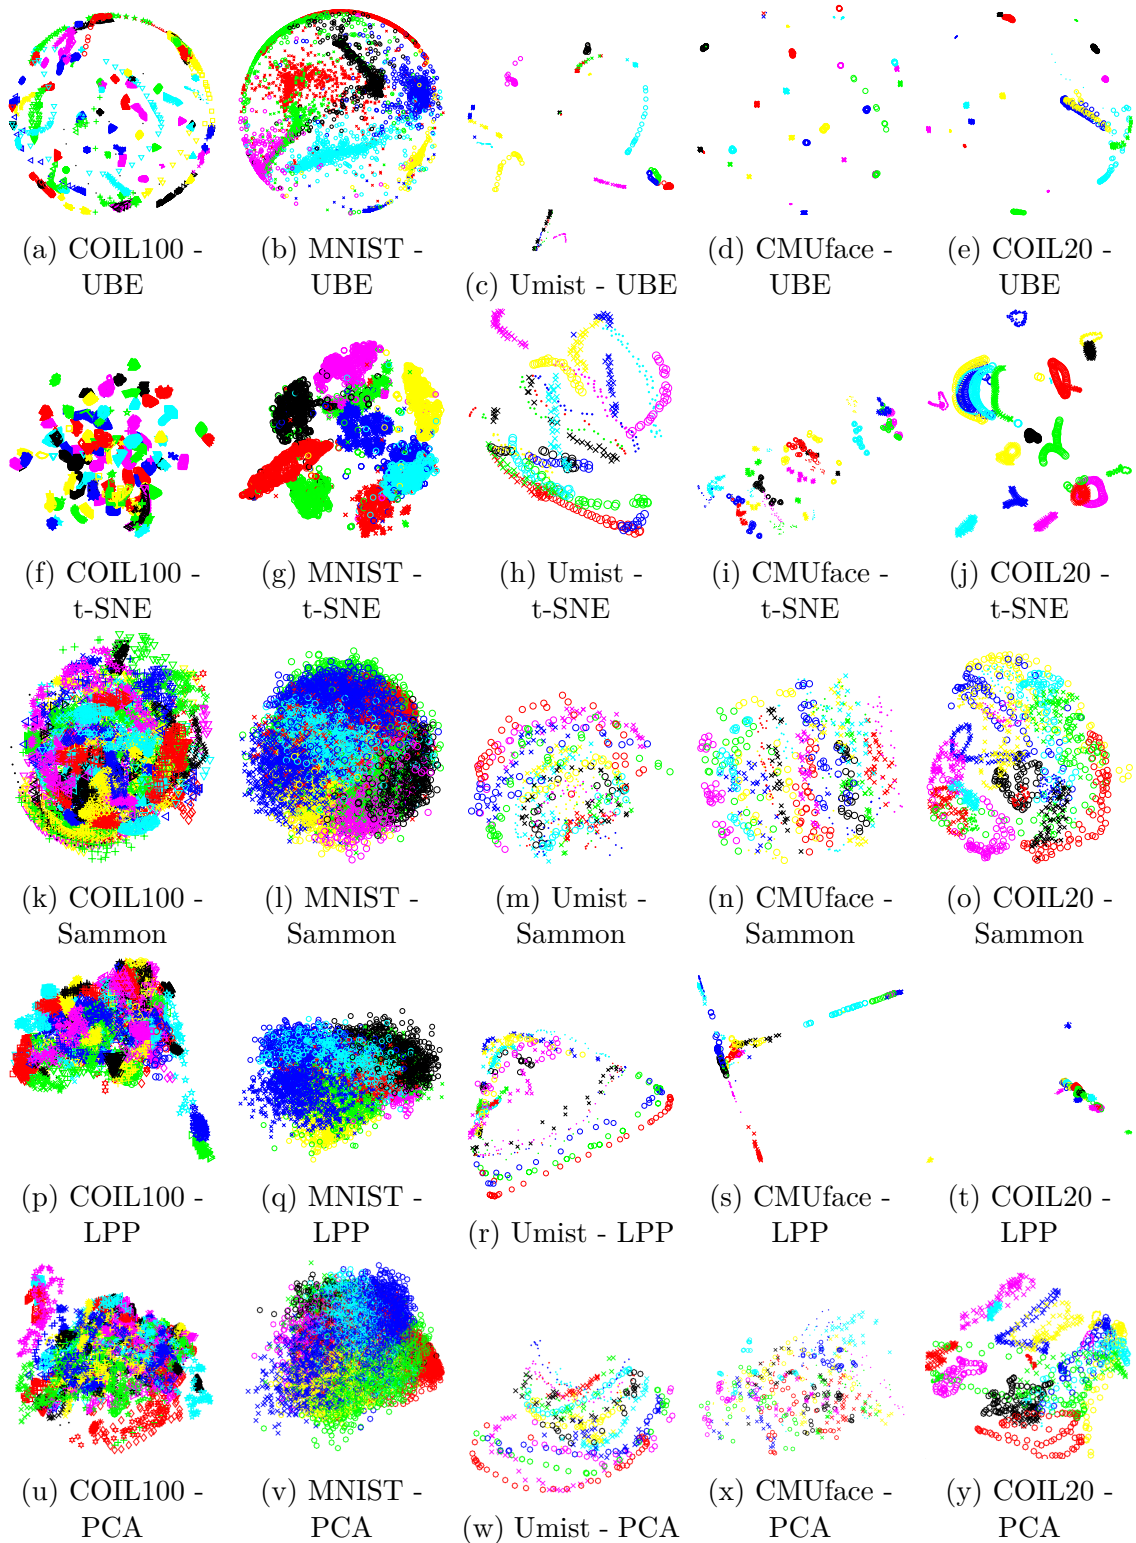 (a) COIL100 -
UBE
(b) MNIST -
UBE
(c) Umist - UBE
(d) CMUface -
UBE
(e) COIL20 -
UBE
(f) COIL100 -
t-SNE
(g) MNIST -
t-SNE
(h) Umist -
t-SNE
(i) CMUface -
t-SNE
(j) COIL20 -
t-SNE
(k) COIL100 -
Sammon
(l) MNIST -
Sammon
(m) Umist -
Sammon
(n) CMUface -
Sammon
(o) COIL20 -
Sammon
(p) COIL100 -
LPP
(q) MNIST -
LPP
(r) Umist - LPP
(s) CMUface -
LPP
(t) COIL20 -
LPP
(u) COIL100 -
PCA
(v) MNIST -
PCA
(w) Umist - PCA
(x) CMUface -
PCA
(y) COIL20 -
PCA